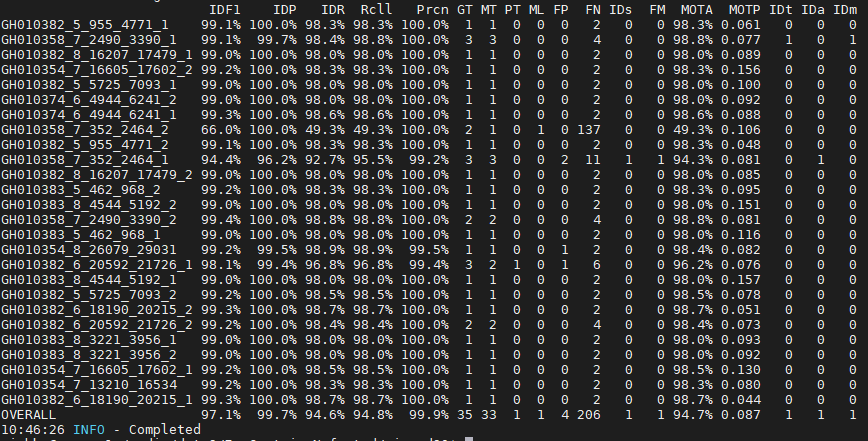 IDF1 IDP IDR Rcll Prcn GT MT PT ML FP FN IDs FM MOTA MOTP IDt IDa IDm
GH010382_5_955_4771_1 99.1% 100.0% 98.3% 98.3% 100.0% 1 1 0 0 0 2 0 0 98.3% 0.061 0 0 0
GH010358_7_2490_3390_1 99.1% 99.7% 98.4% 98.8% 100.0% 3 3 0 0 0 4 0 0 98.8% 0.077 1 0 1
GH010382_8_16207_17479_1 99.0% 100.0% 98.0% 98.0% 100.0% 1 1 0 0 0 2 0 0 98.0% 0.089 0 0 0
GH010354_7_16605_17602_2 99.2% 100.0% 98.3% 98.3% 100.0% 1 1 0 0 0 2 0 0 98.3% 0.156 0 0 0
GH010382_5_5725_7093_1 99.0% 100.0% 98.0% 98.0% 100.0% 1 1 0 0 0 2 0 0 98.0% 0.100 0 0 0
GH010374_6_4944_6241_2 99.0% 100.0% 98.0% 98.0% 100.0% 1 1 0 0 0 2 0 0 98.0% 0.092 0 0 0
GH010374_6_4944_6241_1 99.3% 100.0% 98.6% 98.6% 100.0% 1 1 0 0 0 2 0 0 98.6% 0.088 0 0 0
GH010358_7_352_2464_2 66.0% 100.0% 49.3% 49.3% 100.0% 2 1 0 1 0 137 0 0 49.3% 0.106 0 0 0
GH010382_5_955_4771_2 99.1% 100.0% 98.3% 98.3% 100.0% 1 1 0 0 0 2 0 0 98.3% 0.048 0 0 0
GH010358_7_352_2464_1 94.4% 96.2% 92.7% 95.5% 99.2% 3 3 0 0 2 11 1 1 94.3% 0.081 0 1 0
GH010382_8_16207_17479_2 99.0% 100.0% 98.0% 98.0% 100.0% 1 1 0 0 0 2 0 0 98.0% 0.085 0 0 0
GH010383_5_462_968_2 99.2% 100.0% 98.3% 98.3% 100.0% 1 1 0 0 0 2 0 0 98.3% 0.095 0 0 0
GH010383_8_4544_5192_2 99.0% 100.0% 98.0% 98.0% 100.0% 1 1 0 0 0 2 0 0 98.0% 0.151 0 0 0
GH010358_7_2490_3390_2 99.4% 100.0% 98.8% 98.8% 100.0% 2 2 0 0 0 4 0 0 98.8% 0.081 0 0 0
GH010383_5_462_968_1 99.0% 100.0% 98.0% 98.0% 100.0% 1 1 0 0 0 2 0 0 98.0% 0.116 0 0 0
GH010354_8_26079_29031 99.2% 99.5% 98.9% 98.9% 99.5% 1 1 0 0 1 2 0 0 98.4% 0.082 0 0 0
GH010382_6_20592_21726_1 98.1% 99.4% 96.8% 96.8% 99.4% 3 2 1 0 1 6 0 0 96.2% 0.076 0 0 0
GH010383_8_4544_5192_1 99.0% 100.0% 98.0% 98.0% 100.0% 1 1 0 0 0 2 0 0 98.0% 0.157 0 0 0
GH010382_5_5725_7093_2 99.2% 100.0% 98.5% 98.5% 100.0% 1 1 0 0 0 2 0 0 98.5% 0.078 0 0 0
GH010382_6_18190_20215_2 99.3% 100.0% 98.7% 98.7% 100.0% 1 1 0 0 0 2 0 0 98.7% 0.051 0 0 0
GH010382_6_20592_21726_2 99.2% 100.0% 98.4% 98.4% 100.0% 2 2 0 0 0 4 0 0 98.4% 0.073 0 0 0
GH010383_8_3221_3956_1 99.0% 100.0% 98.0% 98.0% 100.0% 1 1 0 0 0 2 0 0 98.0% 0.093 0 0 0
GH010383_8_3221_3956_2 99.0% 100.0% 98.0% 98.0% 100.0% 1 1 0 0 0 2 0 0 98.0% 0.092 0 0 0
GH010354_7_16605_17602_1 99.2% 100.0% 98.5% 98.5% 100.0% 1 1 0 0 0 2 0 0 98.5% 0.130 0 0 0
GH010354_7_13210_16534 99.2% 100.0% 98.3% 98.3% 100.0% 1 1 0 0 0 2 0 0 98.3% 0.080 0 0 0
GH010382_6_18190_20215_1 99.3% 100.0% 98.7% 98.7% 100.0% 1 1 0 0 0 2 0 0 98.7% 0.044 0 0 0
OVERALL 97.1% 99.7% 94.6% 94.8% 99.9% 35 33 1 1 4 206 1 1 94.7% 0.087 1 1 1
10:46:26 INFO - Completed